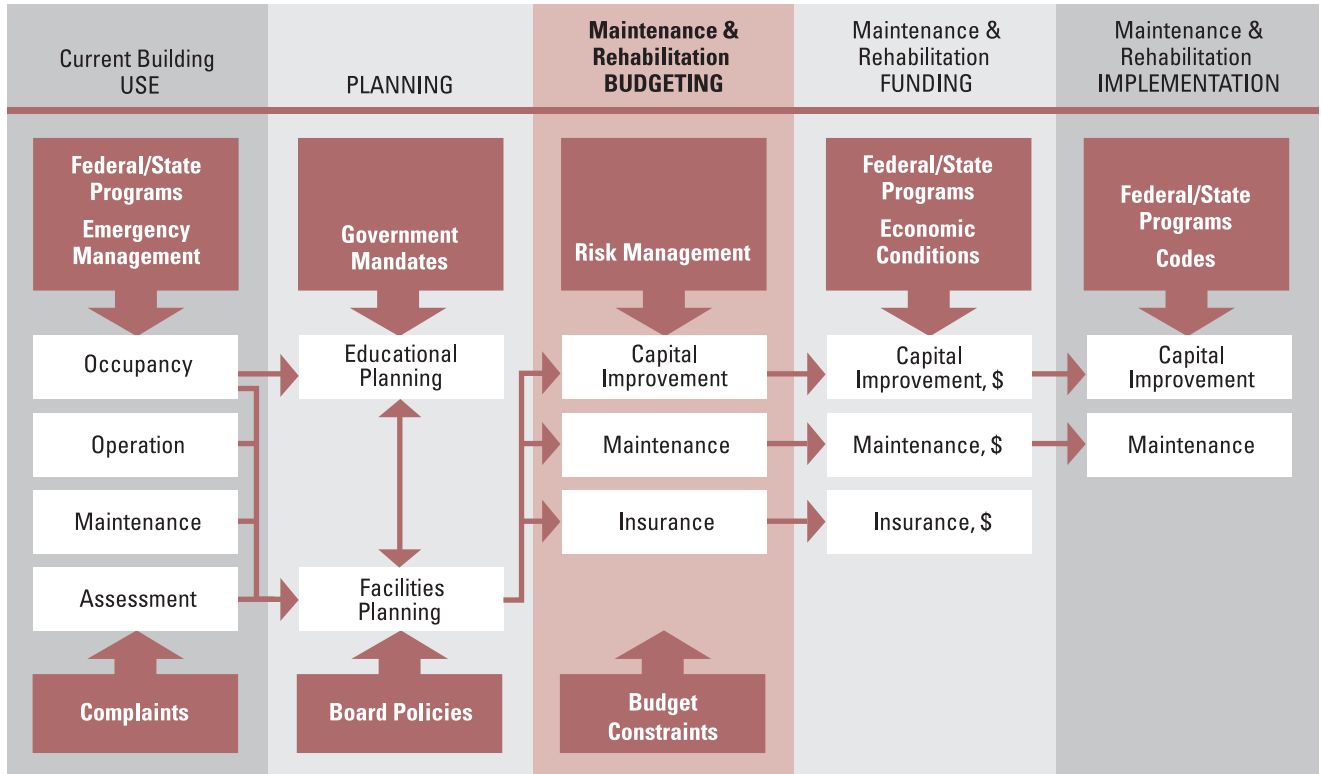 Current Building
USE
PLANNING
Maintenance &
Rehabilitation
BUDGETING
Maintenance &
Rehabilitation
FUNDING
Maintenance &
Rehabilitation
IMPLEMENTATION
Federal/State
Programs
Emergency
Management
Government
Mandates
Risk Management
Federal/State
Programs
Economic
Conditions
Federal/State
Programs
Codes
Occupancy
Educational
Planning
Capital
Improvement
Capital
Improvement, $
Capital
Improvement
Operation
Maintenance
Maintenance, $
Maintenance
Maintenance
Insurance
Insurance, $
Assessment
Facilities
Planning
Complaints
Board Policies
Budget
Constraints